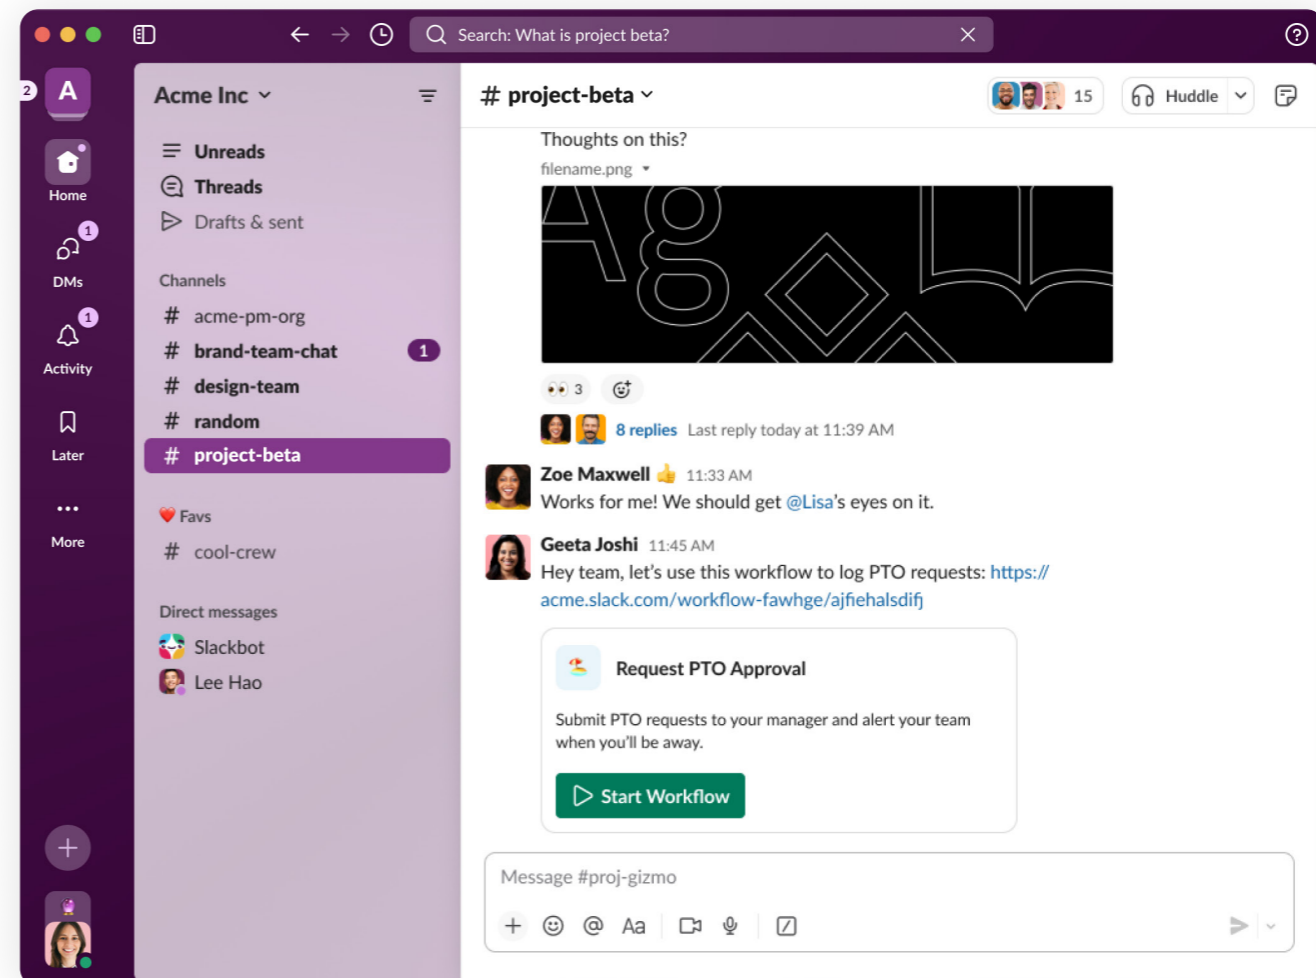 Search: What is project beta?
2
A
Home
1
DMs
1
Activity
Later
More
Acme Inc
Unreads
Threads
Drafts & sent
Channels
# acme-pm-org
# brand-team-chat 1
# design-team
# random
# project-beta
Favs
# cool-crew
Direct messages
Slackbot
Lee Hao
# project-beta
15
Huddle
Thoughts on this?
filename.png
Ag
3
8 replies Last reply today at 11:39 AM
Zoe Maxwell 11:33 AM
Works for me! We should get @Lisa's eyes on it.
Geeta Joshi 11:45 AM
Hey team, let's use this workflow to log PTO requests: https://
acme.slack.com/workflow-fawhge/ajfiehalsdifj
Request PTO Approval
Submit PTO requests to your manager and alert your team
when you'll be away.
Start Workflow
Message #proj-gizmo
Aa